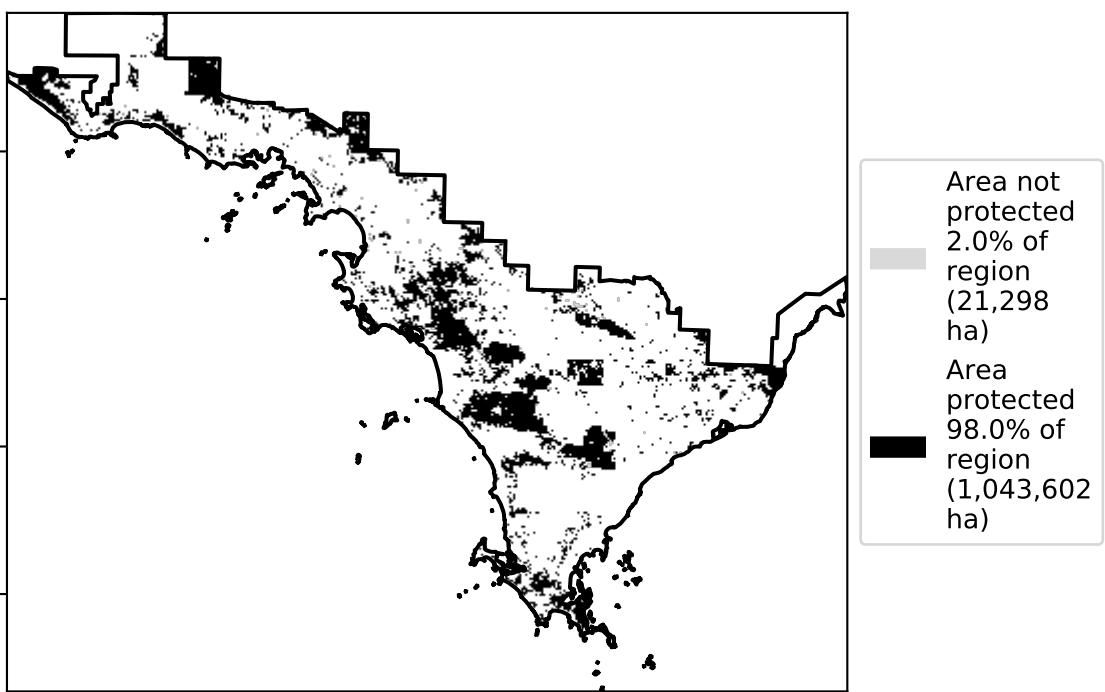 Area not
protected
2.0% of
region
(21,298
ha)
Area
protected
98.0% of
region
(1,043,602
ha)